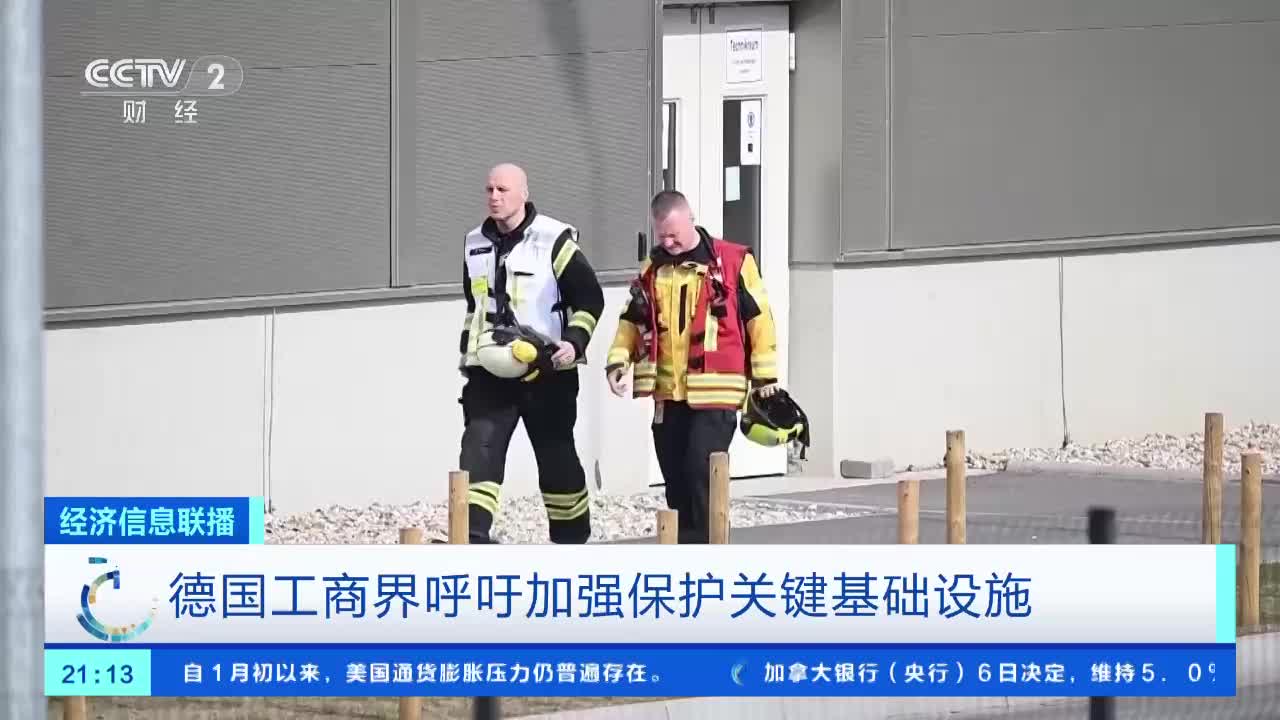 CCTV 2
财经
Technikum
经济信息联播
德国工商界呼吁加强保护关键基础设施
21:13
自1月初以来，美国通货膨胀压力仍普遍存在。 加拿大银行（央行）6日决定，维持5.0%